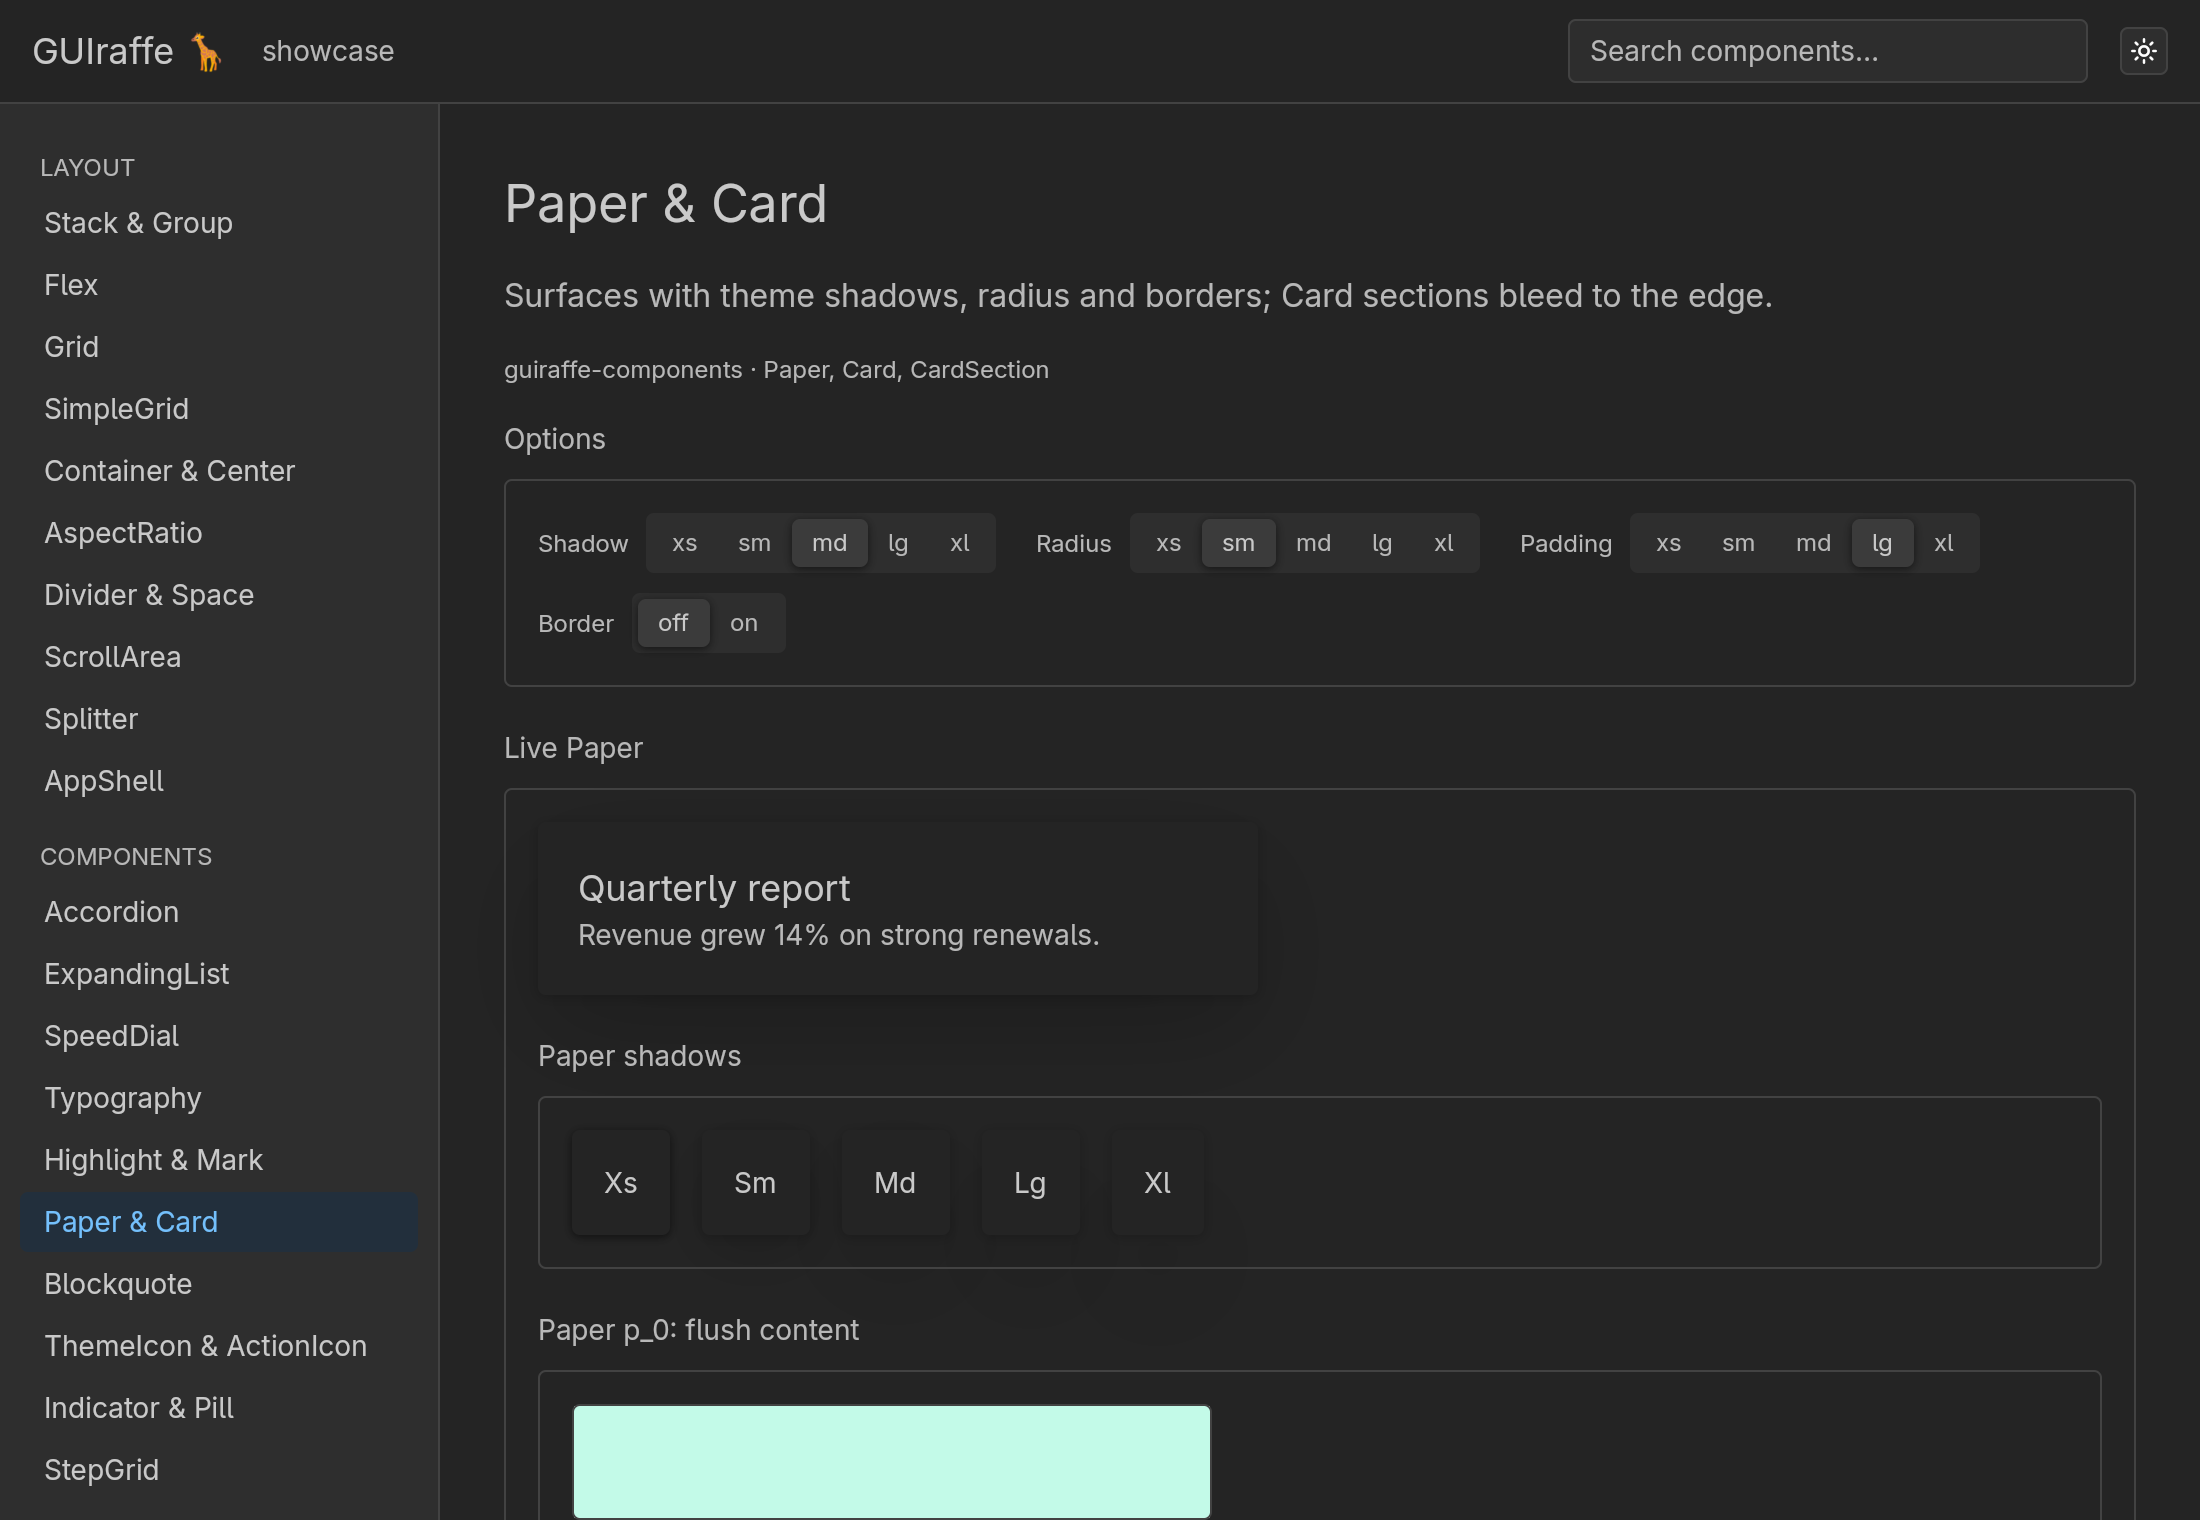 GUIraffe 🦒 showcase Search components...
LAYOUT
Stack & Group
Flex
Grid
SimpleGrid
Container & Center
AspectRatio
Divider & Space
ScrollArea
Splitter
AppShell
COMPONENTS
Accordion
ExpandingList
SpeedDial
Typography
Highlight & Mark
Paper & Card
Blockquote
ThemeIcon & ActionIcon
Indicator & Pill
StepGrid
Paper & Card
Surfaces with theme shadows, radius and borders; Card sections bleed to the edge.
guiraffe-components · Paper, Card, CardSection
Options
Shadow xs sm md lg xl Radius xs sm md lg xl Padding xs sm md lg xl
Border off on
Live Paper
Quarterly report
Revenue grew 14% on strong renewals.
Paper shadows
Xs Sm Md Lg Xl
Paper p_0: flush content